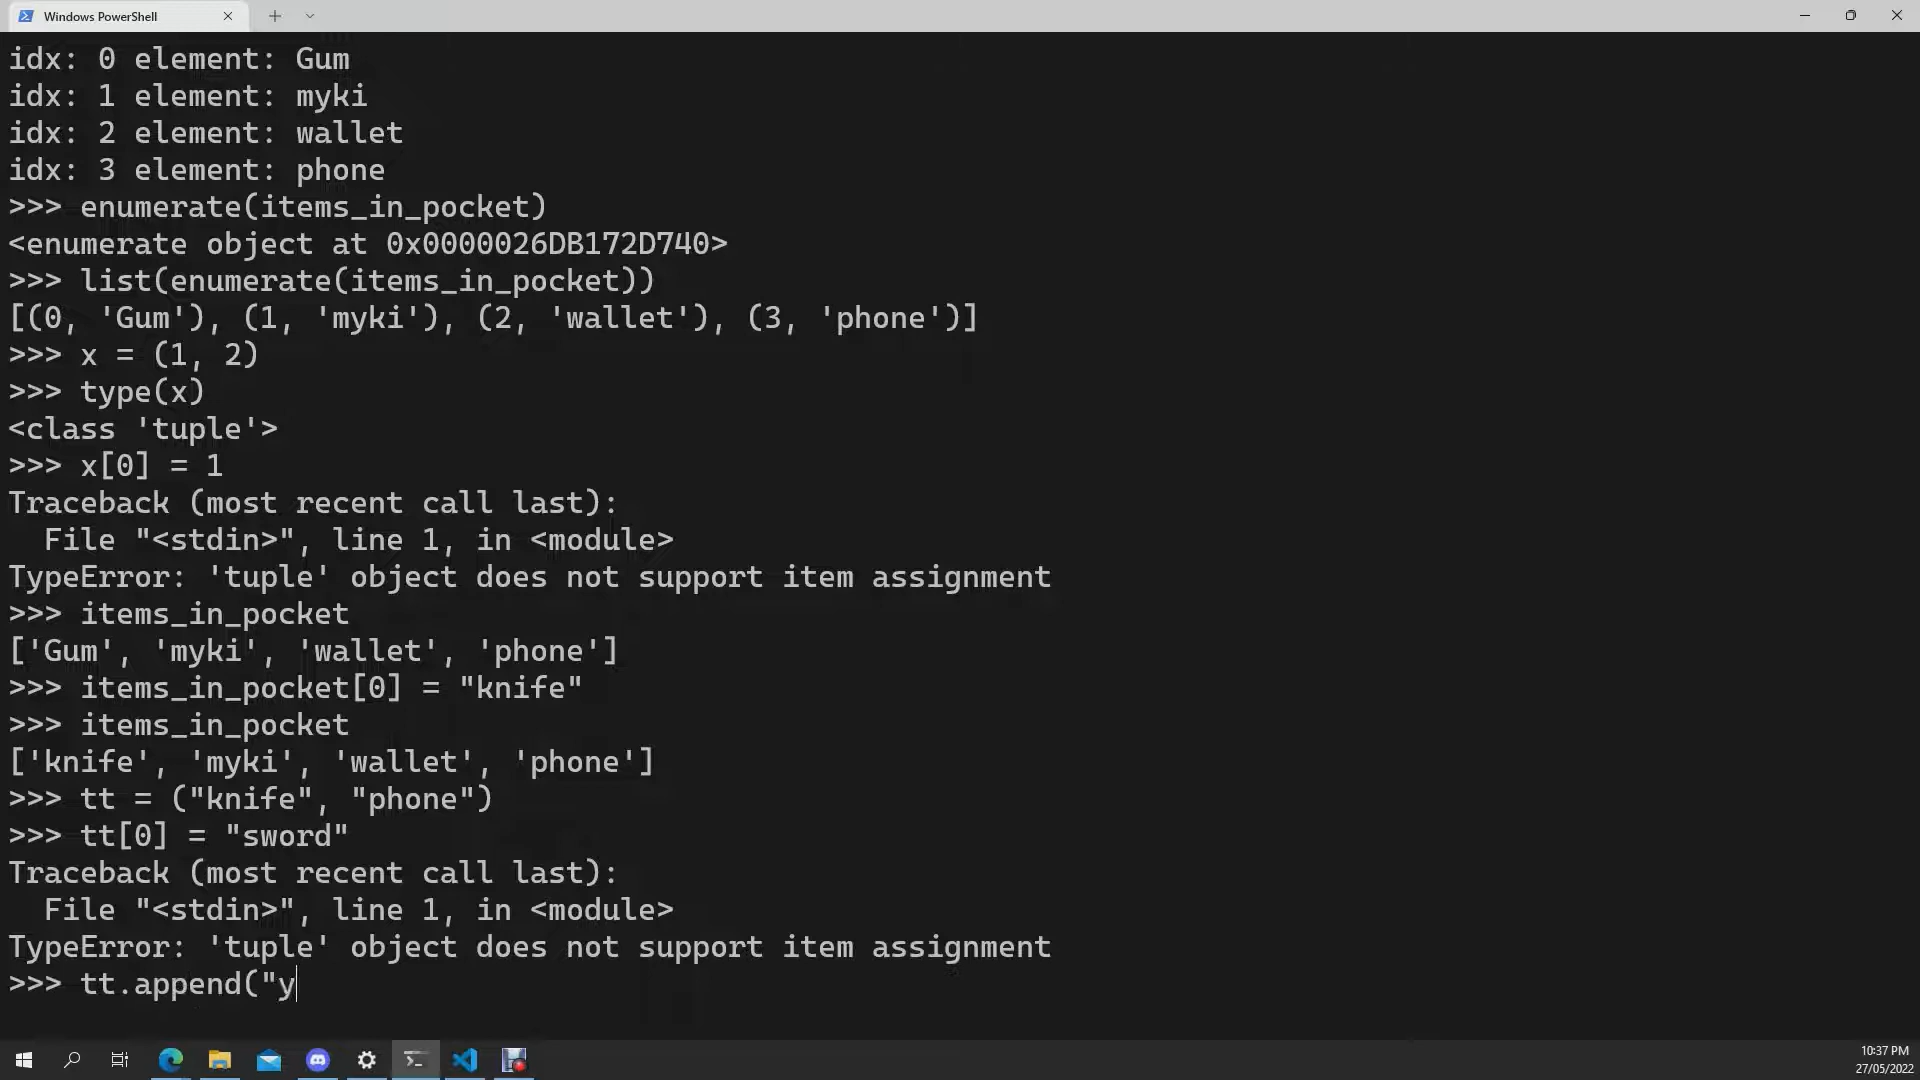 Windows PowerShell
idx: 0 element: Gum
idx: 1 element: myki
idx: 2 element: wallet
idx: 3 element: phone
>>> enumerate(items_in_pocket)
<enumerate object at 0x0000026DB172D740>
>>> list(enumerate(items_in_pocket))
[(0, 'Gum'), (1, 'myki'), (2, 'wallet'), (3, 'phone')]
>>> x = (1, 2)
>>> type(x)
<class 'tuple'>
>>> x[0] = 1
Traceback (most recent call last):
  File "<stdin>", line 1, in <module>
TypeError: 'tuple' object does not support item assignment
>>> items_in_pocket
['Gum', 'myki', 'wallet', 'phone']
>>> items_in_pocket[0] = "knife"
>>> items_in_pocket
['knife', 'myki', 'wallet', 'phone']
>>> tt = ("knife", "phone")
>>> tt[0] = "sword"
Traceback (most recent call last):
  File "<stdin>", line 1, in <module>
TypeError: 'tuple' object does not support item assignment
>>> tt.append("y
10:37 PM
27/05/2022